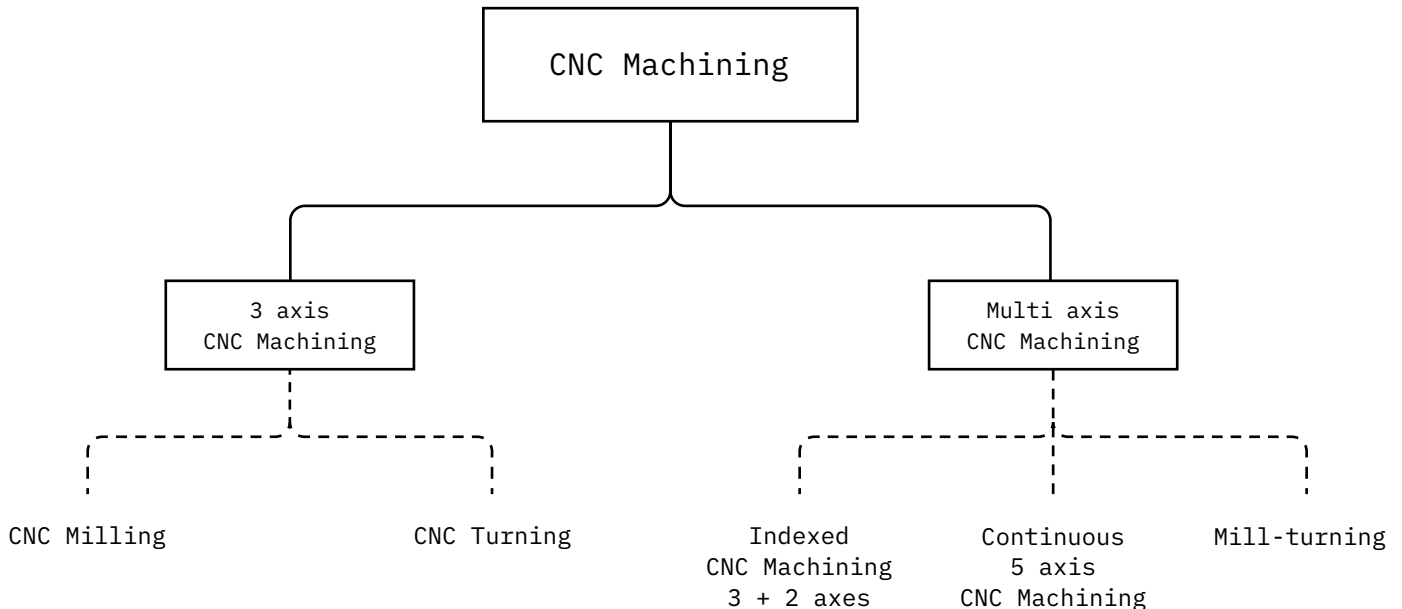 CNC Machining
3 axis
CNC Machining
Multi axis
CNC Machining
CNC Milling
CNC Turning
Indexed
CNC Machining
3 + 2 axes
Continuous
5 axis
CNC Machining
Mill-turning